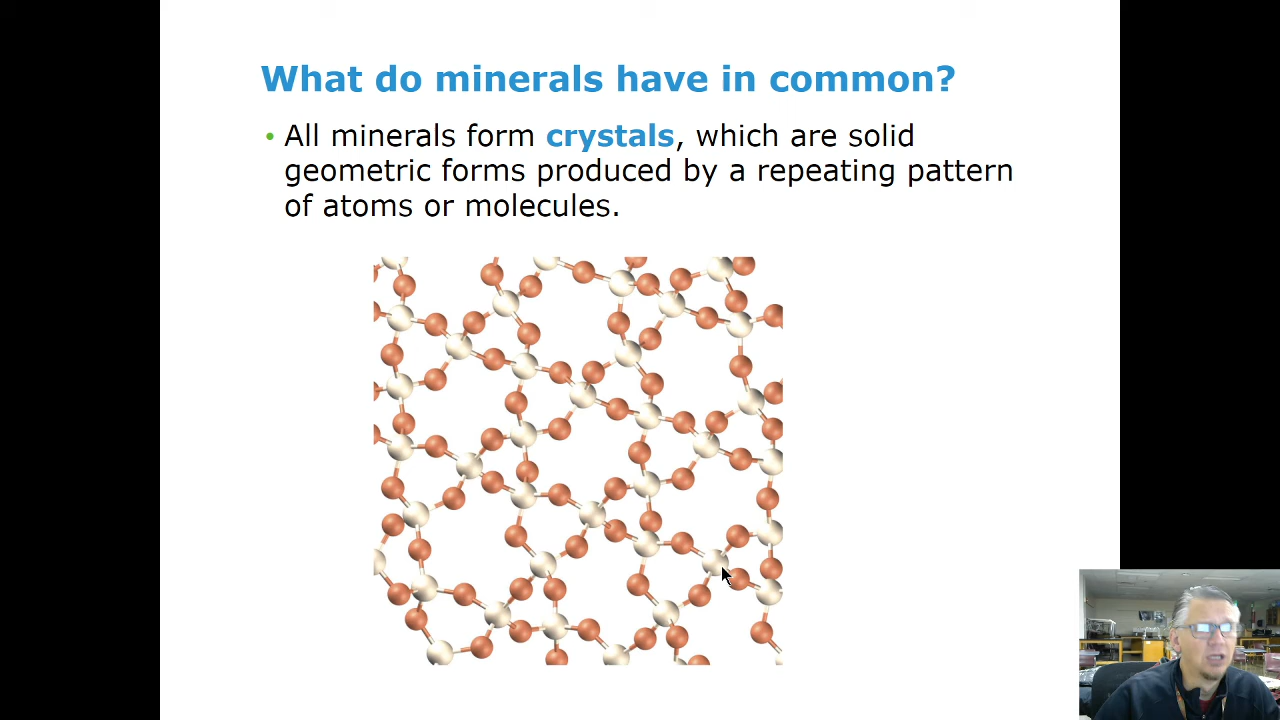 What do minerals have in common?
• All minerals form crystals, which are solid
geometric forms produced by a repeating pattern
of atoms or molecules.